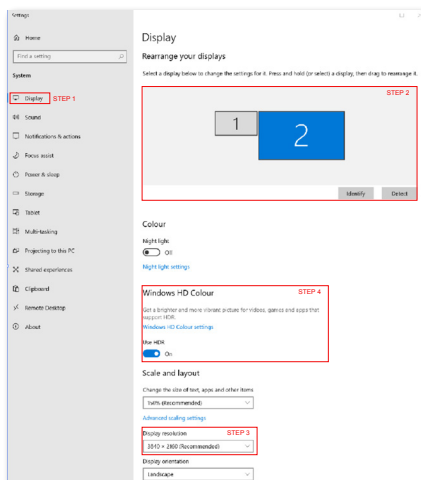 Settings
Home
Find a setting
System
Display STEP 1
Sound
Notifications & actions
Focus assist
Power & sleep
Storage
Tablet
Multi-tasking
Projecting to this PC
Shared experiences
Clipboard
Remote Desktop
About
Display
Rearrange your displays
Select a display below to change the settings for it. Press and hold (or select) a display, then drag to rearrange it.
STEP 2
1
2
Identify
Detect
Colour
Night light
Off
Night light settings
Windows HD Colour
STEP 4
Get a brighter and more vibrant picture for videos, games and apps that
support HDR.
Windows HD Colour settings
Use HDR
On
Scale and layout
Change the size of text, apps and other items
150% (Recommended)
Advanced scaling settings
Display resolution
STEP 3
3840 × 2160 (Recommended)
Display orientation
Landscape